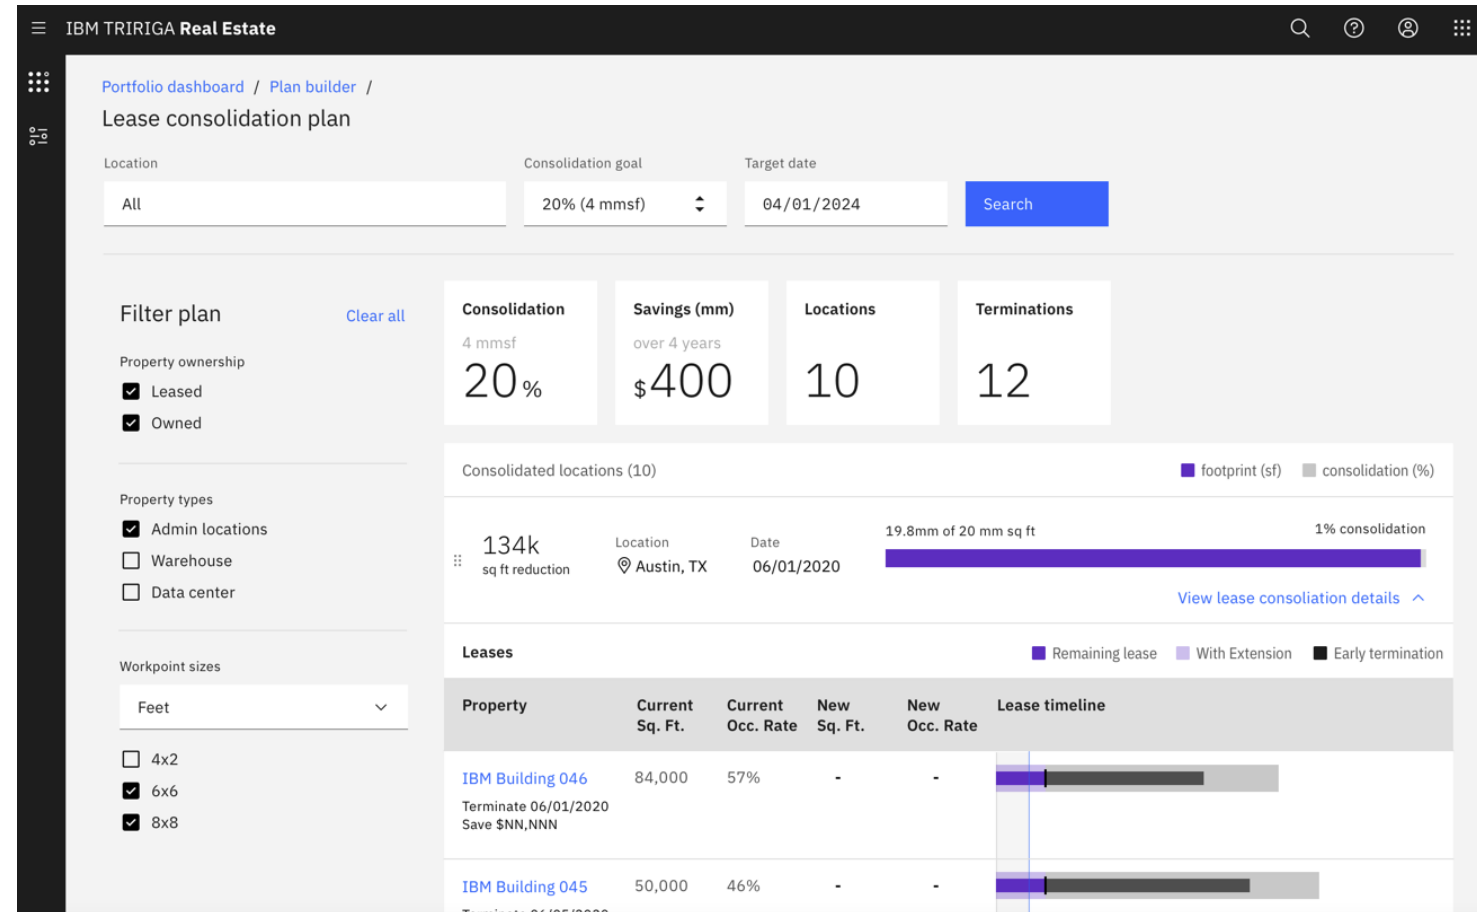 IBM TRIRIGA Real Estate
Portfolio dashboard / Plan builder /
Lease consolidation plan
Location
All
Consolidation goal
20% (4 mmsf)
Target date
04/01/2024
Search
Filter plan
Clear all
Property ownership
Leased
Owned
Property types
Admin locations
Warehouse
Data center
Workpoint sizes
Feet
4x2
6x6
8x8
Consolidation
4 mmsf
20%
Savings (mm)
over 4 years
$400
Locations
10
Terminations
12
Consolidated locations (10)
footprint (sf)
consolidation (%)
134k
sq ft reduction
Location
Austin, TX
Date
06/01/2020
19.8mm of 20 mm sq ft
1% consolidation
View lease consoliation details
Leases
Remaining lease
With Extension
Early termination
Property
Current
Sq. Ft.
Current
Occ. Rate
New
Sq. Ft.
New
Occ. Rate
Lease timeline
IBM Building 046
Terminate 06/01/2020
Save $NN,NNN
84,000
57%
-
-
IBM Building 045
50,000
46%
-
-